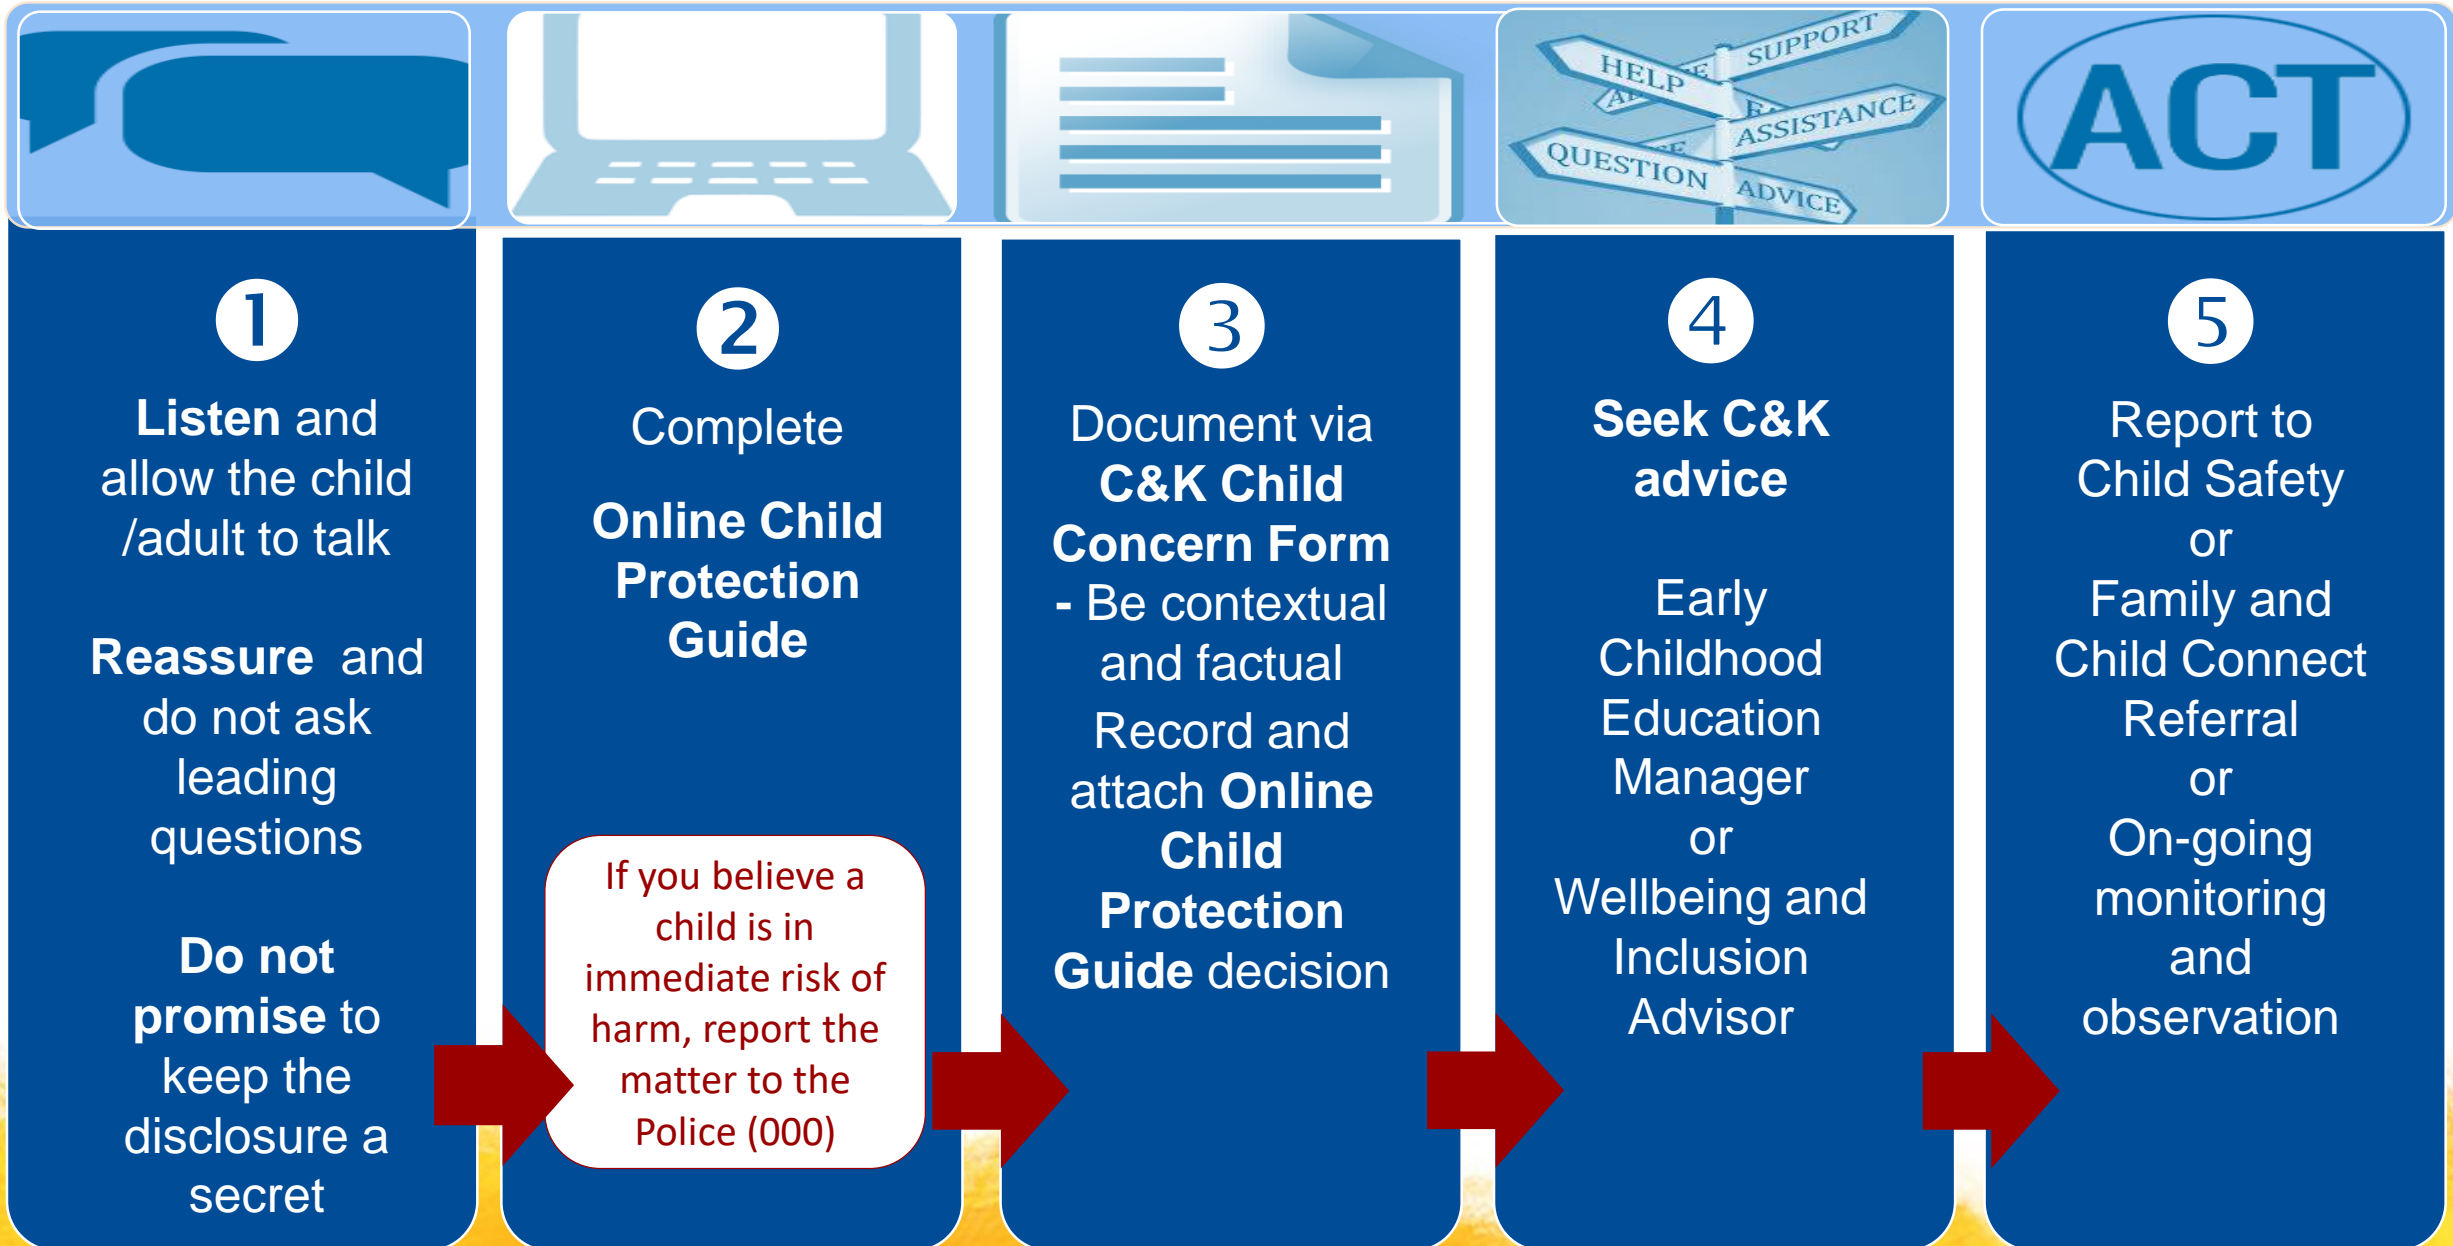 SUPPORT
HELP
ASSISTANCE
QUESTION
ADVICE
ACT
1
Listen and
allow the child
/adult to talk
Reassure  and
do not ask
leading
questions
Do not
promise to
keep the
disclosure a
secret
2
Complete
Online Child
Protection
Guide
If you believe a
child is in
immediate risk of
harm, report the
matter to the
Police (000)
3
Document via
C&K Child
Concern Form
- Be contextual
and factual
Record and
attach Online
Child
Protection
Guide decision
4
Seek C&K
advice
Early
Childhood
Education
Manager
or
Wellbeing and
Inclusion
Advisor
5
Report to
Child Safety
or
Family and
Child Connect
Referral
or
On-going
monitoring
and
observation